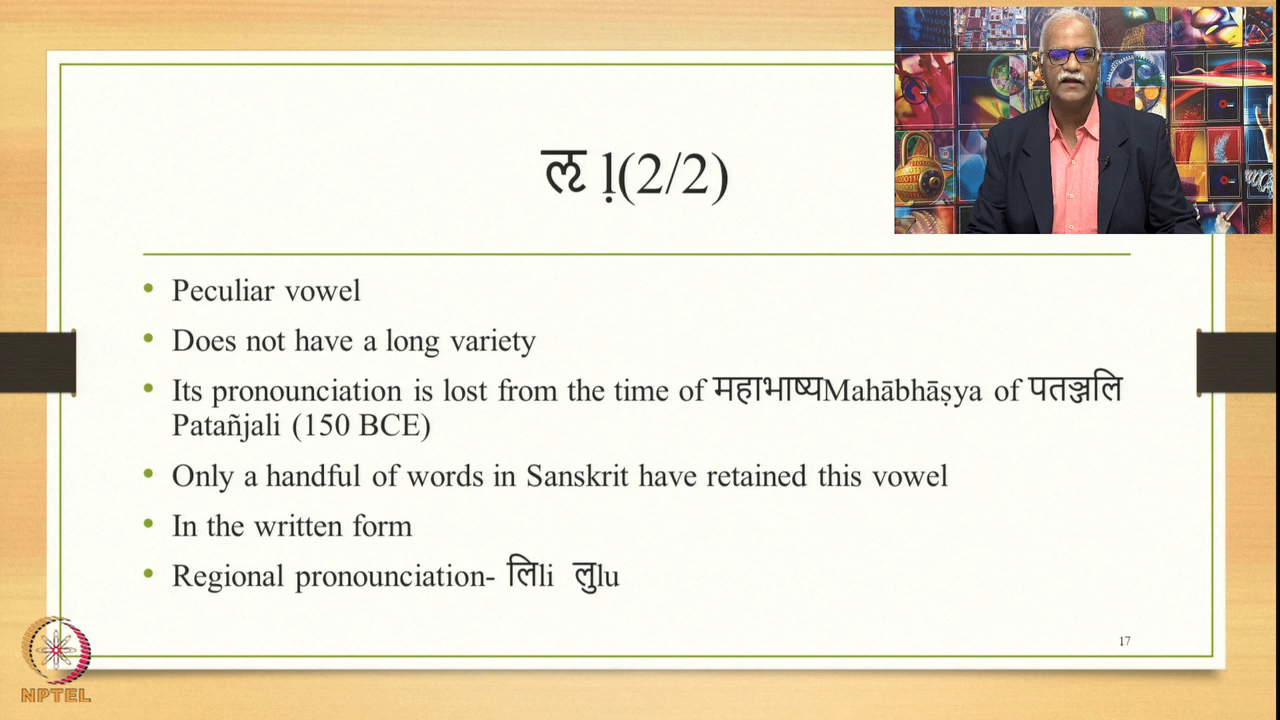 ऌ ḷ(2/2)
Peculiar vowel
Does not have a long variety
Its pronounciation is lost from the time of महाभाष्यMahābhāṣya of पतञ्जलि
Patañjali (150 BCE)
Only a handful of words in Sanskrit have retained this vowel
In the written form
Regional pronounciation- लिli लुlu
17
NPTEL